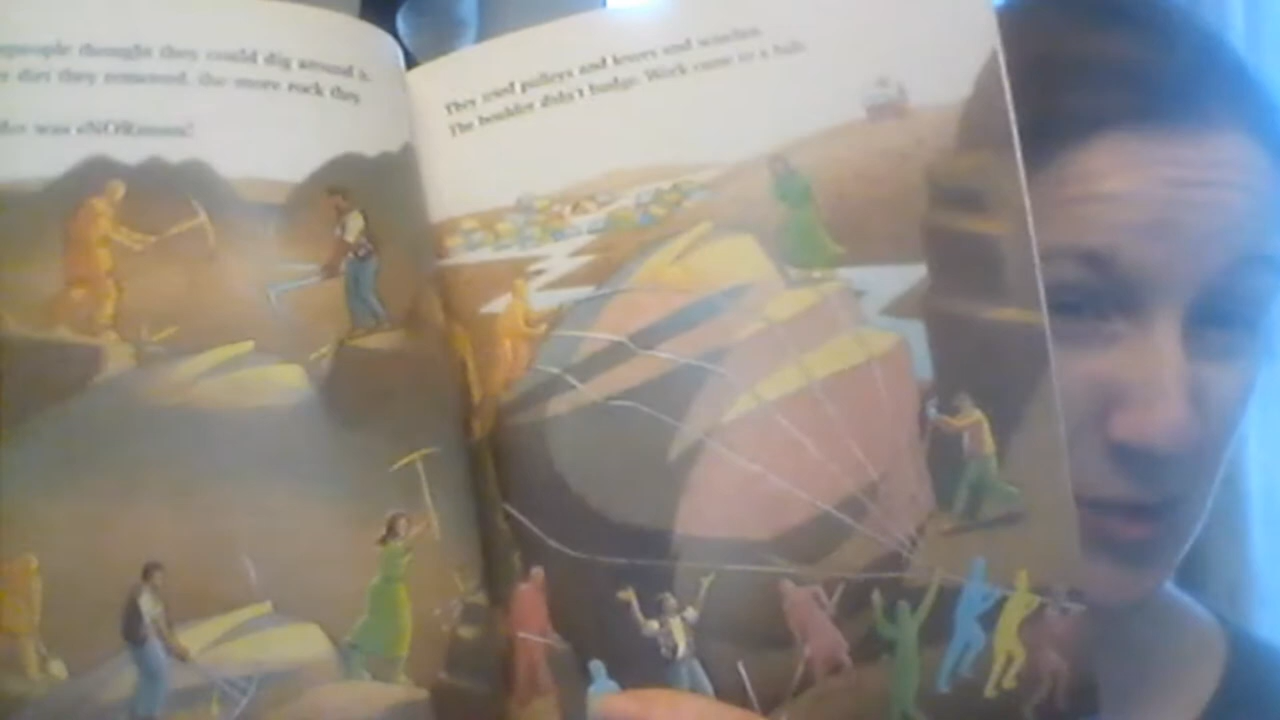 people thought they could dig around it.
dirt they removed, the more rock they
was eNORmous!
They tried pulleys and levers and winches.
The boulder didn't budge. Work came to a halt.